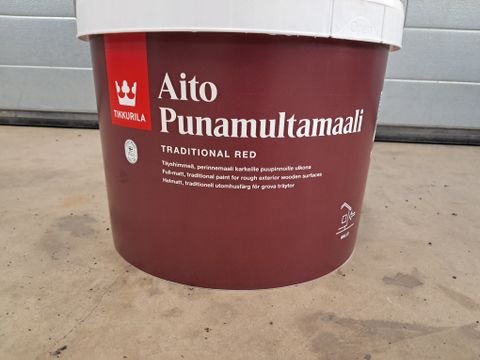 TIKKURILA
Aito
Punamultamaali
TRADITIONAL RED
Täyshimmeä, perinnemaali karkeille puupinnoille ulkona
Full-matt, traditional paint for rough exterior wooden surfaces
Helmatt, traditionell utomhusfärg för grova träytor